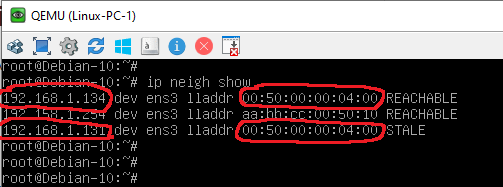 QEMU (Linux-PC-1)
root@Debian-10:~#
root@Debian-10:~# ip neigh show
192.168.1.134 dev ens3 lladdr 00:50:00:00:04:00 REACHABLE
192.158.1.254 dev ens3 lladdr aa:bb:cc:00:50:10 REACHABLE
192.168.1.131 dev ens3 lladdr 00:50:00:00:04:00 STALE
root@Debian-10:~#
root@Debian-10:~#
root@Debian-10:~#